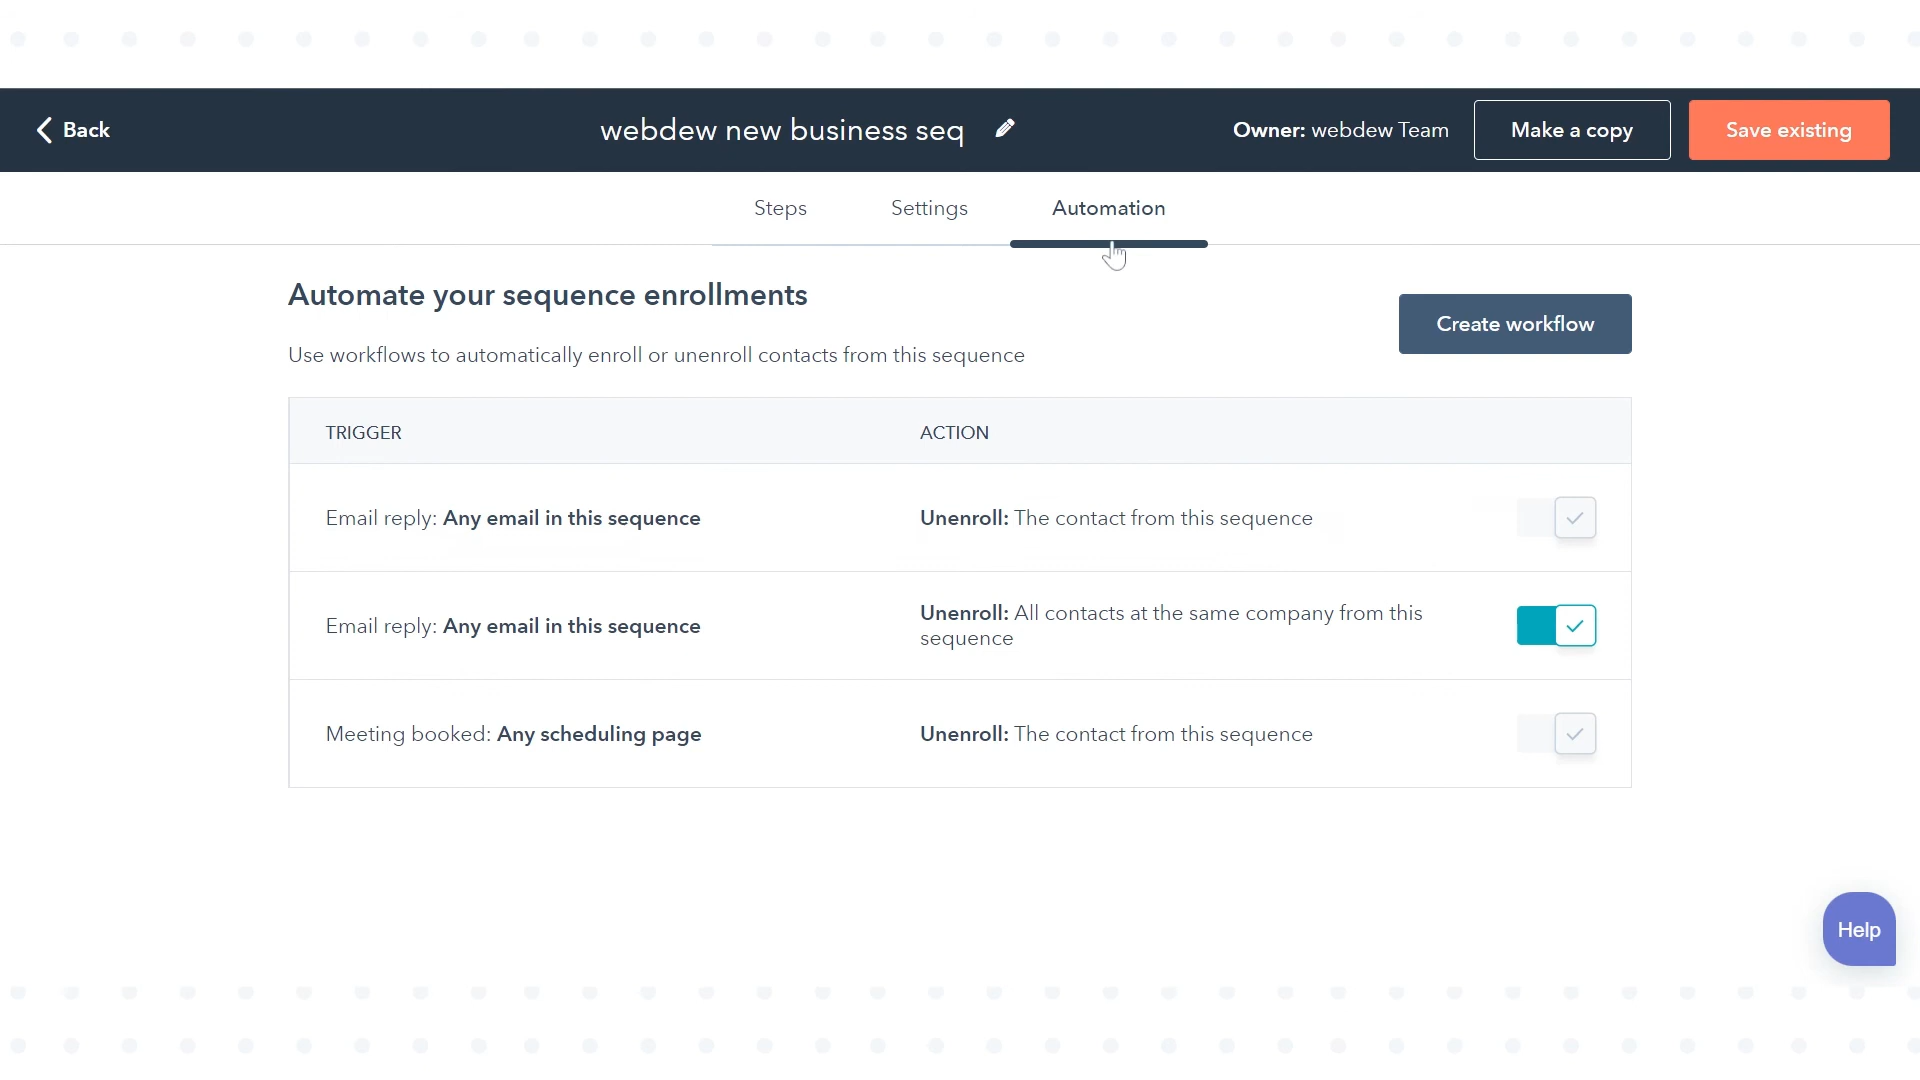 Back
webdew new business seq
Owner: webdew Team
Make a copy
Save existing
Steps
Settings
Automation
Automate your sequence enrollments
Create workflow
Use workflows to automatically enroll or unenroll contacts from this sequence
TRIGGER
ACTION
Email reply: Any email in this sequence
Unenroll: The contact from this sequence
Email reply: Any email in this sequence
Unenroll: All contacts at the same company from this
sequence
Meeting booked: Any scheduling page
Unenroll: The contact from this sequence
Help